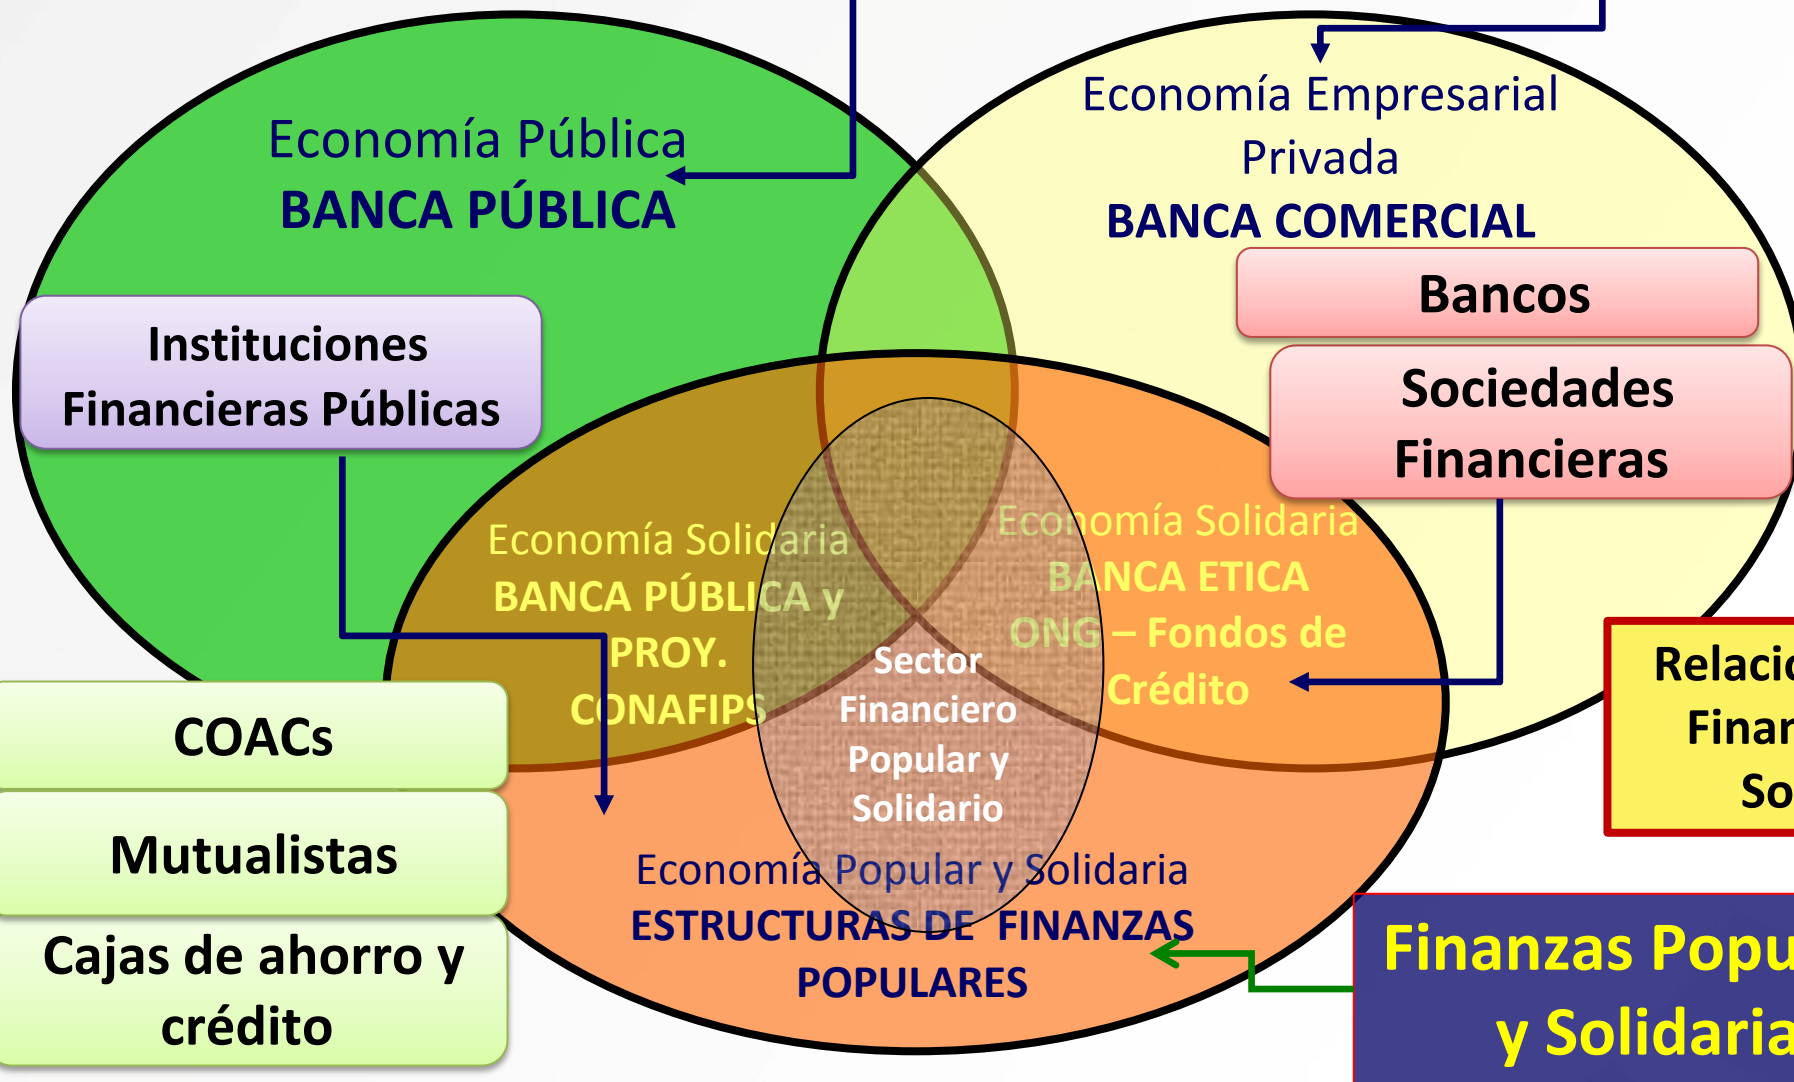 Economía Pública
BANCA PÚBLICA
Economía Empresarial
Privada
BANCA COMERCIAL
Bancos
Sociedades
Financieras
Instituciones
Financieras Públicas
Economía Solidaria
BANCA PÚBLICA y
PROY.
CONAFIPS
Economía Solidaria
BANCA ETICA
ONG – Fondos de
Crédito
Sector
Financiero
Popular y
Solidario
COACs
Mutualistas
Cajas de ahorro y
crédito
Economía Popular y Solidaria
ESTRUCTURAS DE FINANZAS
POPULARES
Finanzas
y Solidaria